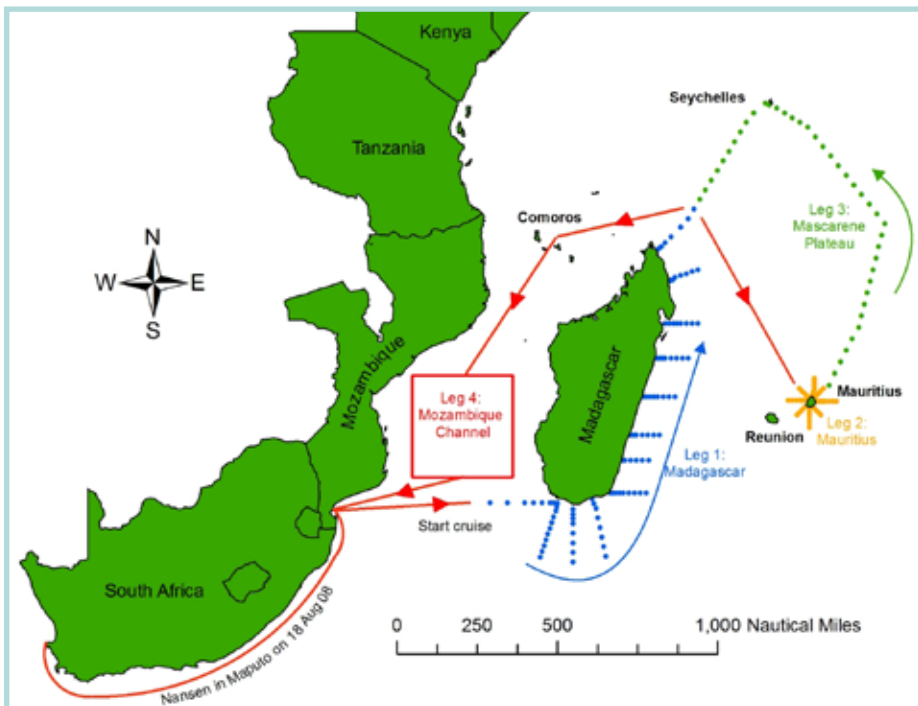 Kenya
Seychelles
Tanzania
Leg 3:
Mascarene
Plateau
Comoros
N
W
E
S
Mozambique
Madagascar
Leg 4:
Mozambique
Channel
Mauritius
Reunion
Leg 2:
Mauritius
Leg 1:
Madagascar
Start cruise
South Africa
Nansen in Maputo on 18 Aug 08
0 250 500 1,000 Nautical Miles